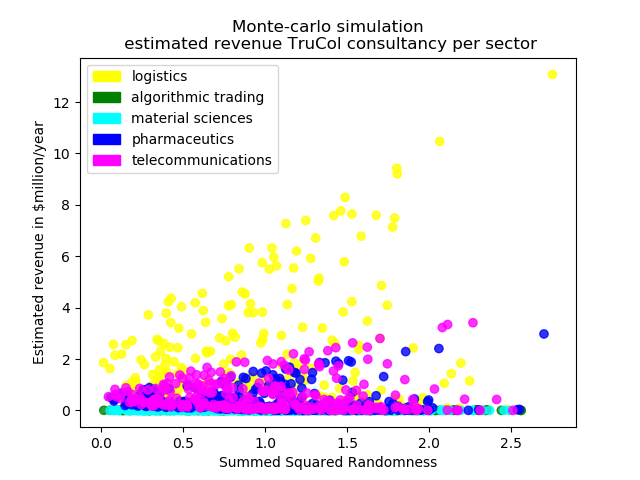 Monte-carlo simulation
estimated revenue TruCol consultancy per sector
logistics
algorithmic trading
material sciences
pharmaceutics
telecommunications
Estimated revenue in $million/year
12
10
8
6
4
2
0
0.0 0.5 1.0 1.5 2.0 2.5
Summed Squared Randomness